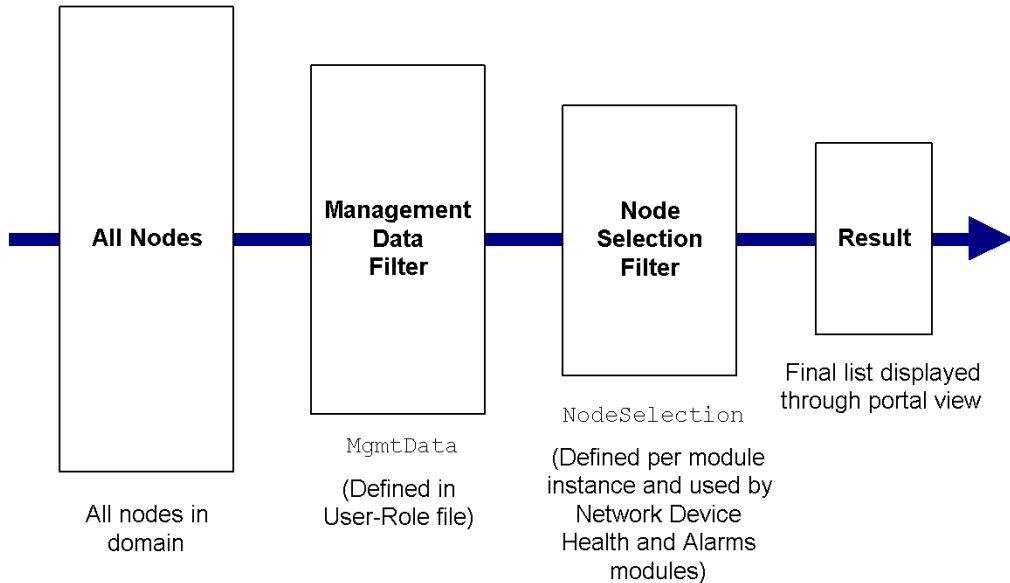 All Nodes
Management
Data
Filter
Node
Selection
Filter
Result
All nodes in
domain
MgmtData
(Defined in
User-Role file)
NodeSelection
(Defined per module
instance and used by
Network Device
Health and Alarms
modules)
Final list displayed
through portal view